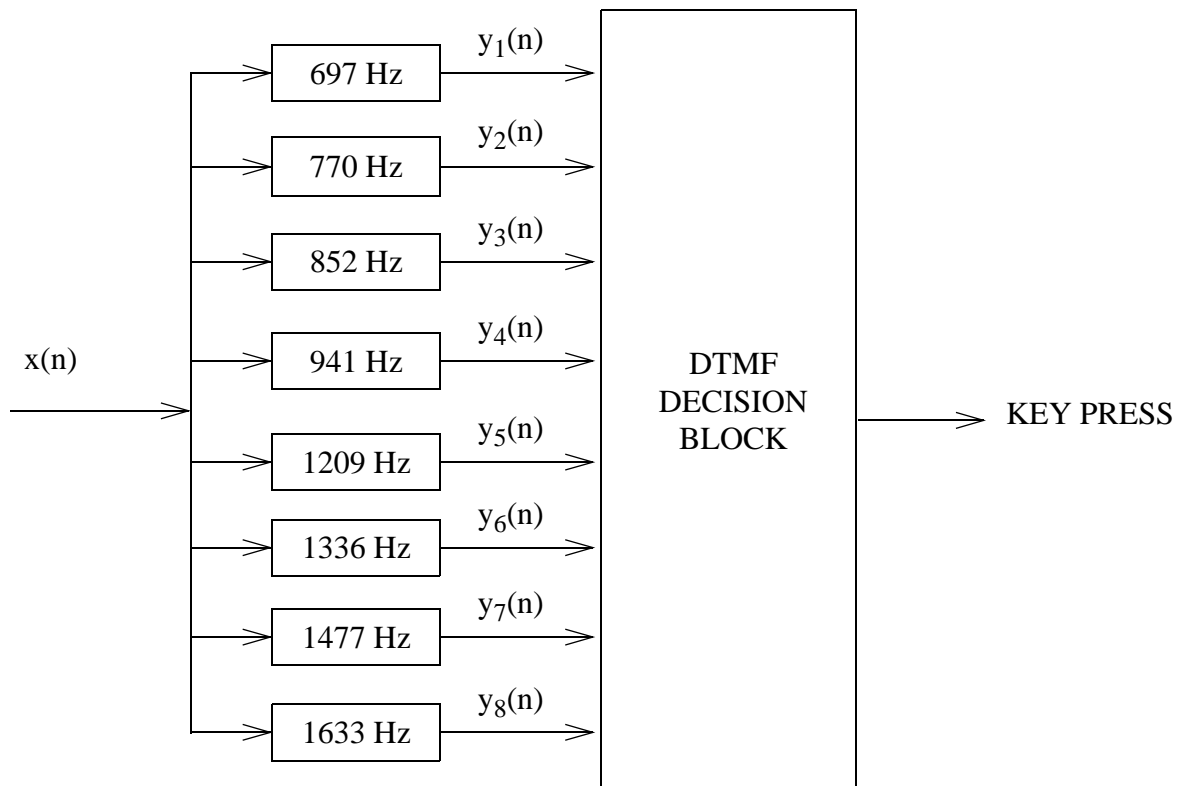 y₁(n)
697 Hz
y₂(n)
770 Hz
y₃(n)
852 Hz
y₄(n)
x(n)
941 Hz
DTMF
DECISION
BLOCK
KEY PRESS
y₅(n)
1209 Hz
y₆(n)
1336 Hz
y₇(n)
1477 Hz
y₈(n)
1633 Hz